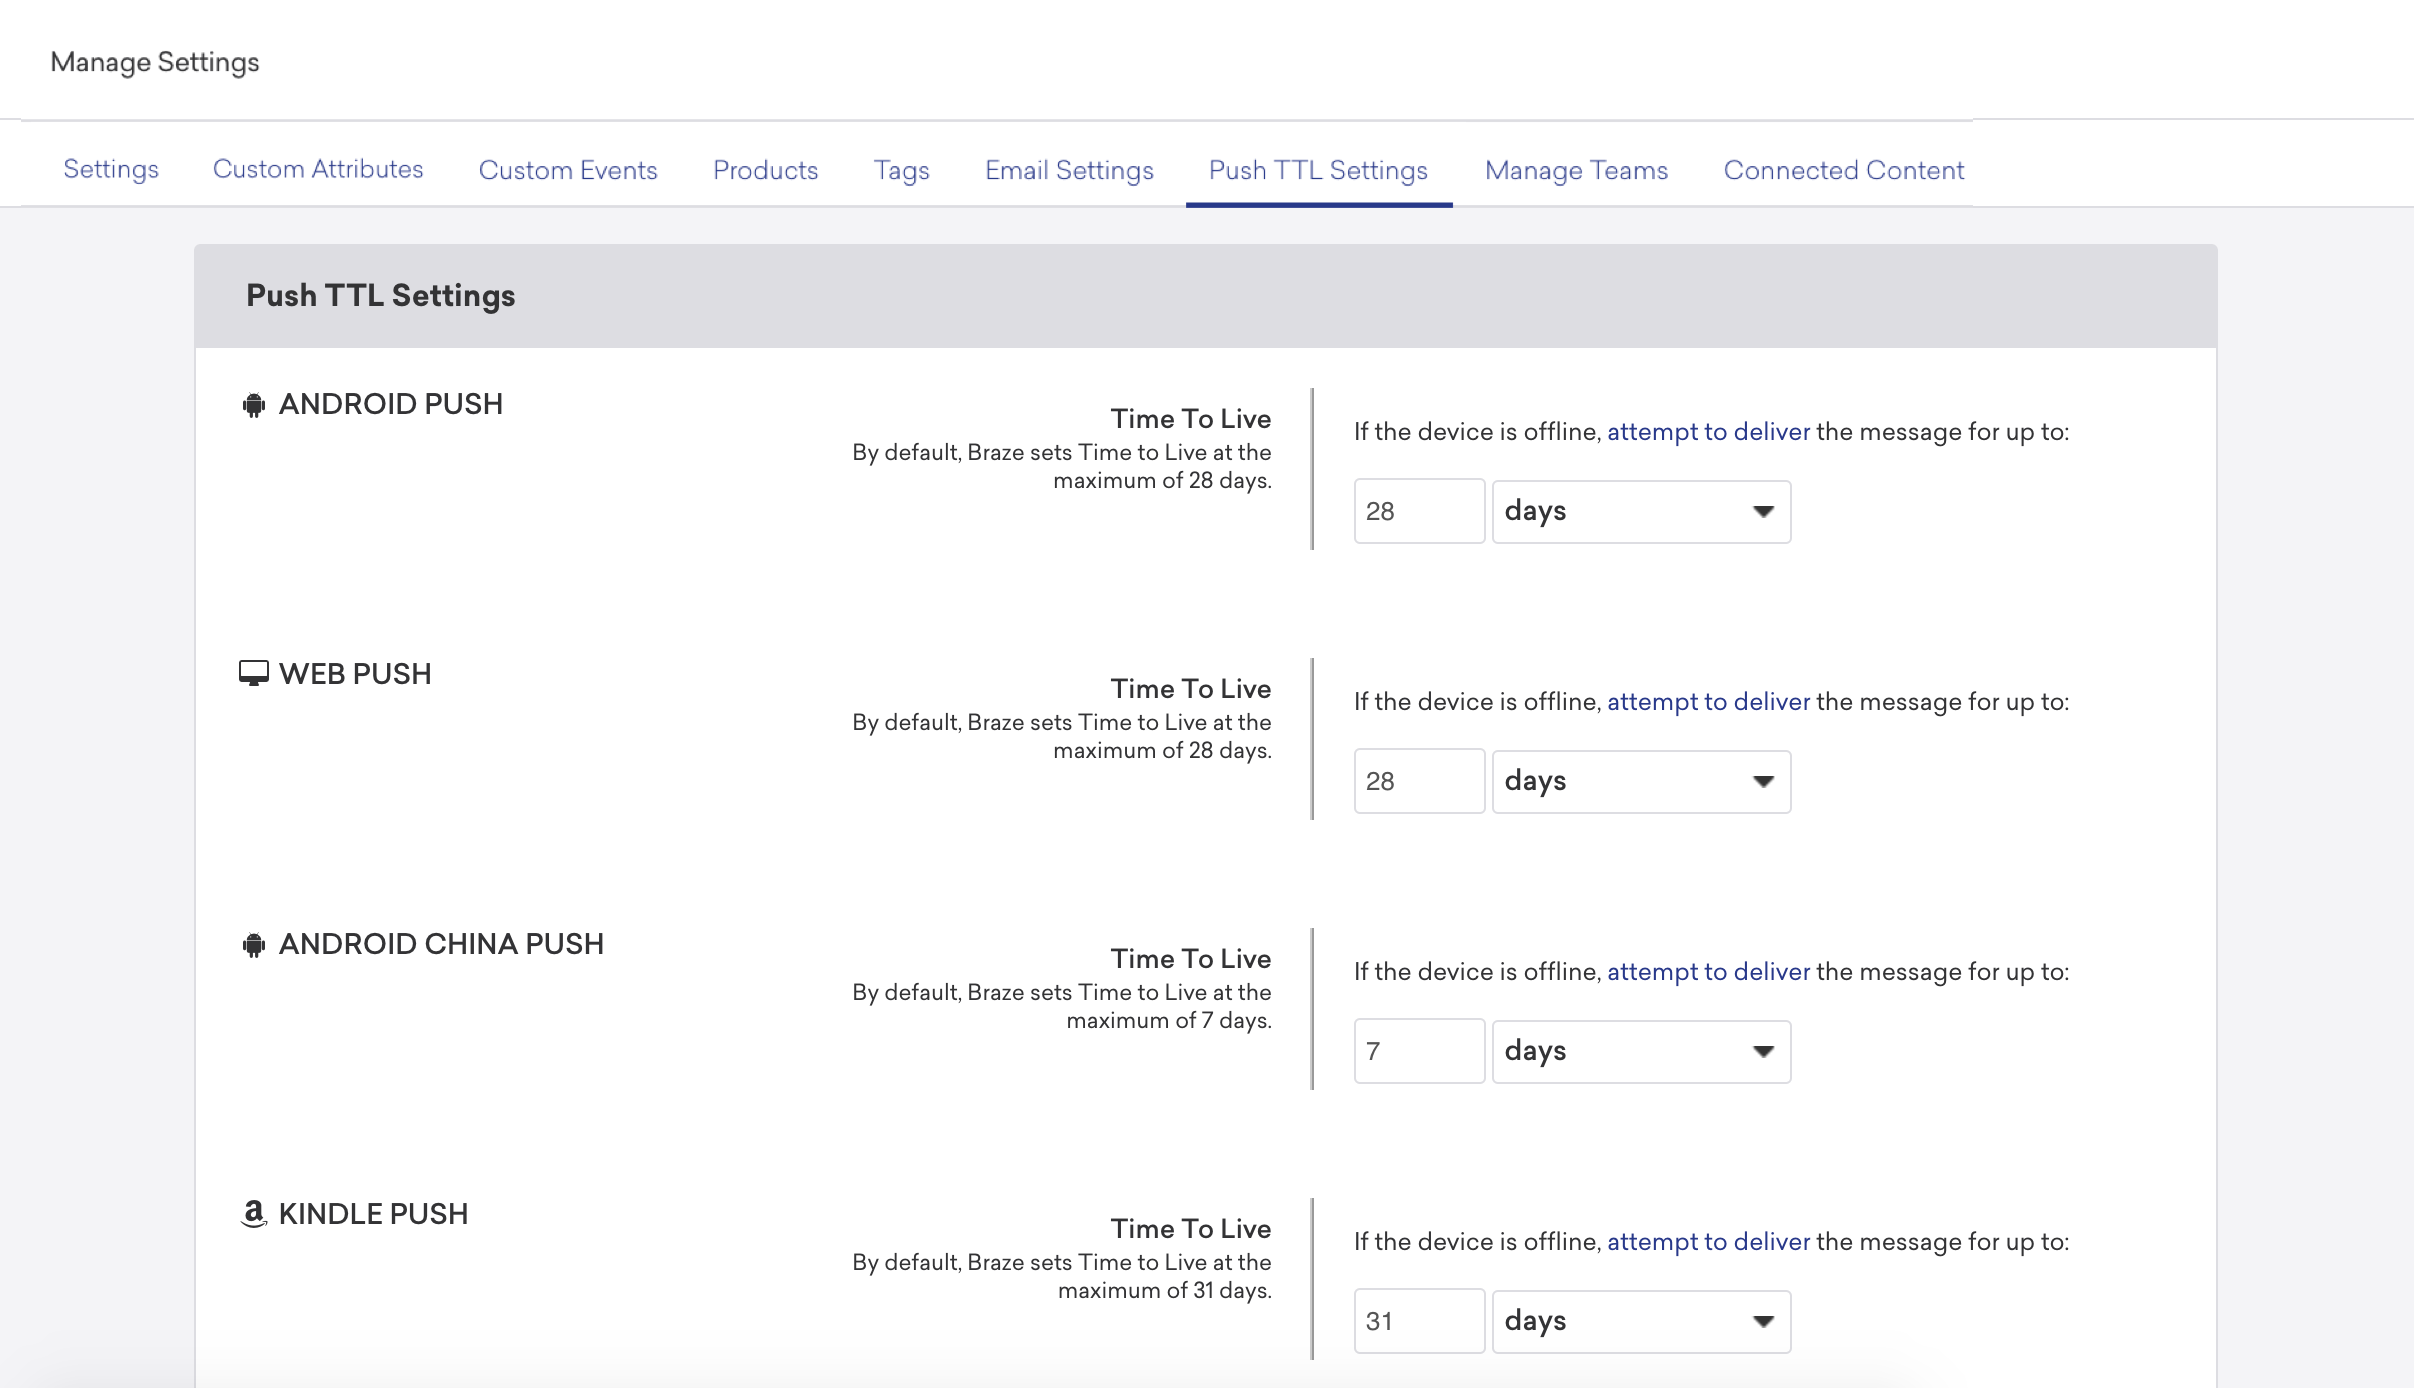 Manage Settings
Settings Custom Attributes Custom Events Products Tags Email Settings Push TTL Settings Manage Teams Connected Content
Push TTL Settings
ANDROID PUSH
Time To Live
By default, Braze sets Time to Live at the
maximum of 28 days.
If the device is offline, attempt to deliver the message for up to:
28 days
WEB PUSH
Time To Live
By default, Braze sets Time to Live at the
maximum of 28 days.
If the device is offline, attempt to deliver the message for up to:
28 days
ANDROID CHINA PUSH
Time To Live
By default, Braze sets Time to Live at the
maximum of 7 days.
If the device is offline, attempt to deliver the message for up to:
7 days
KINDLE PUSH
Time To Live
By default, Braze sets Time to Live at the
maximum of 31 days.
If the device is offline, attempt to deliver the message for up to:
31 days